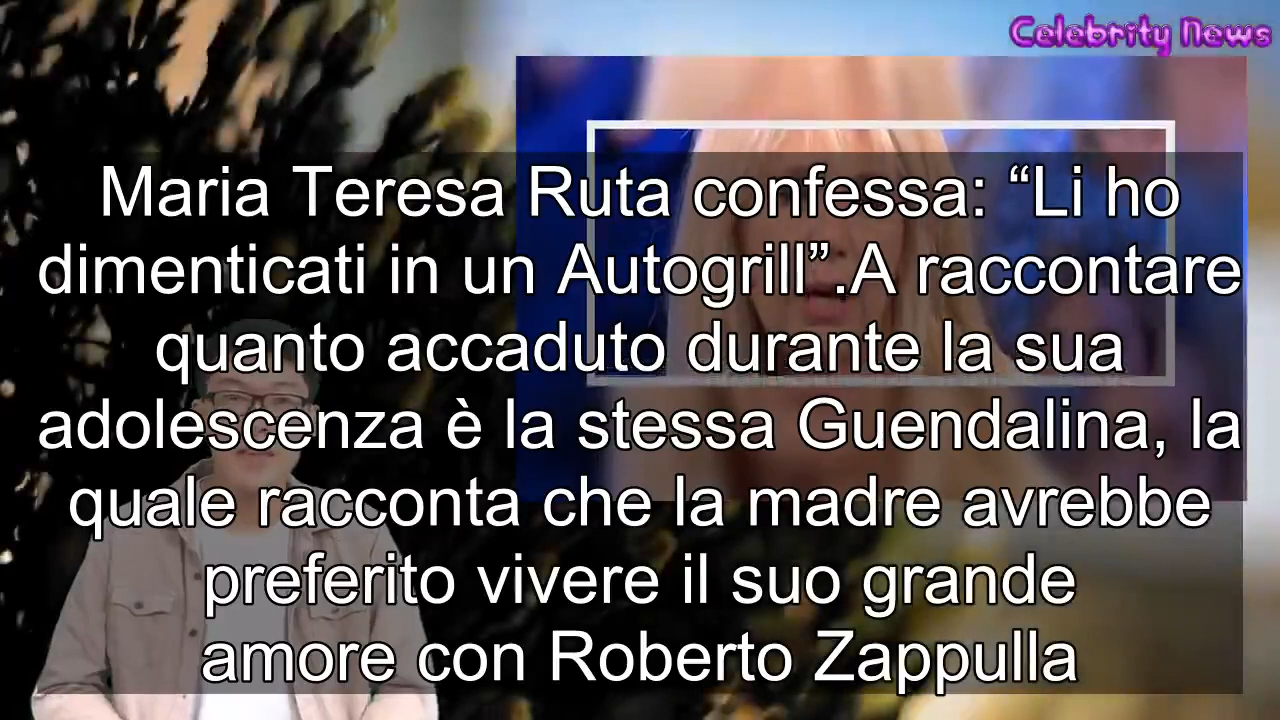 Celebrity News
Maria Teresa Ruta confessa: “Li ho
dimenticati in un Autogrill”.A raccontare
quanto accaduto durante la sua
adolescenza è la stessa Guendalina, la
quale racconta che la madre avrebbe
preferito vivere il suo grande
amore con Roberto Zappulla